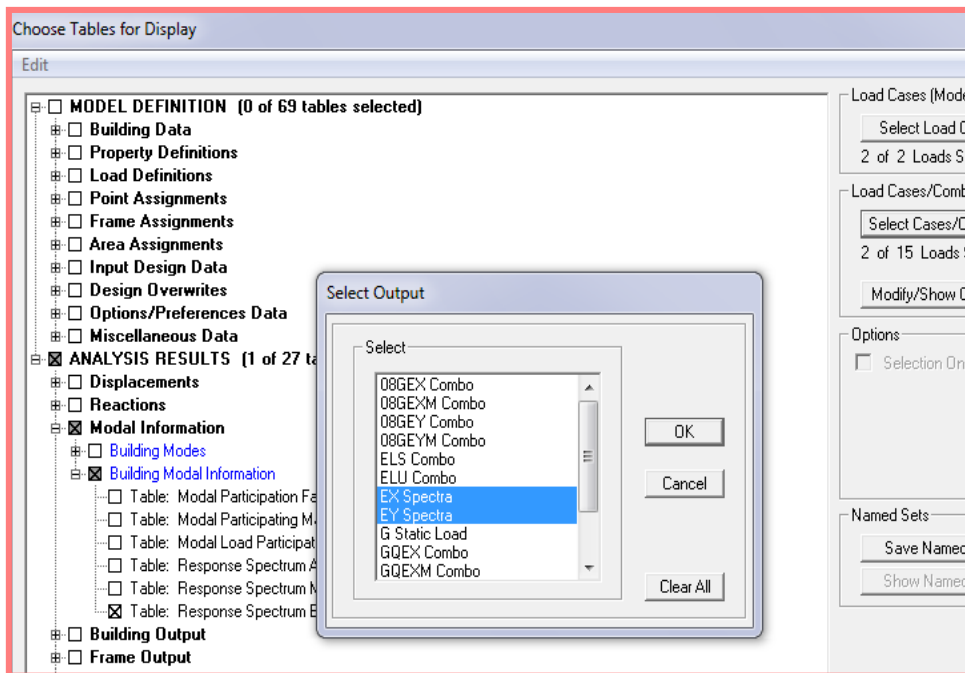 Choose Tables for Display
Edit
MODEL DEFINITION (0 of 69 tables selected)
Building Data
Property Definitions
Load Definitions
Point Assignments
Frame Assignments
Area Assignments
Input Design Data
Design Overwrites
Options/Preferences Data
Miscellaneous Data
ANALYSIS RESULTS (1 of 27 ta
Displacements
Reactions
Modal Information
Building Modes
Building Modal Information
Table: Modal Participation Fa
Table: Modal Participating Ma
Table: Modal Load Participat
Table: Response Spectrum A
Table: Response Spectrum M
Table: Response Spectrum B
Building Output
Frame Output
Select Output
Select
08GEX Combo
08GEXM Combo
08GEY Combo
08GEYM Combo
ELS Combo
ELU Combo
EX Spectra
EY Spectra
G Static Load
GQEX Combo
GQEXM Combo
OK
Cancel
Clear All
Load Cases (Mode
Select Load C
2 of 2 Loads S
Load Cases/Comb
Select Cases/C
2 of 15 Loads S
Modify/Show O
Options
Selection On
Named Sets
Save Named
Show Named